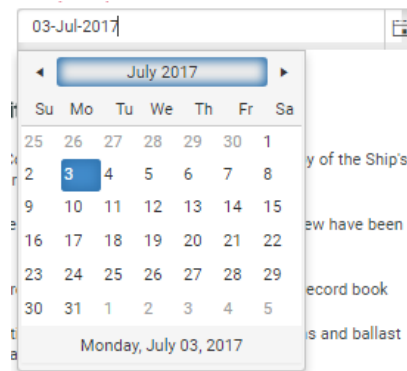 03-Jul-2017
July 2017
Su Mo Tu We Th Fr Sa
25 26 27 28 29 30 1
2 3 4 5 6 7 8
y of the Ship's
9 10 11 12 13 14 15
ew have been
16 17 18 19 20 21 22
23 24 25 26 27 28 29
ecord book
30 31 1 2 3 4 5
s and ballast
Monday, July 03, 2017